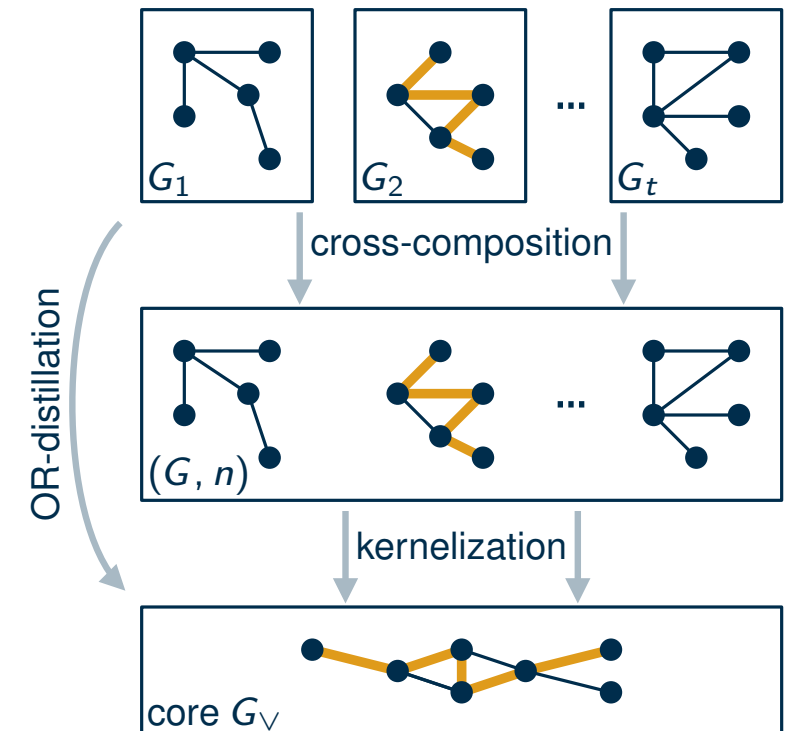 G₁
G₂
...
Gₜ
cross-composition
OR-distillation
...
(G, n)
kernelization
core G∨